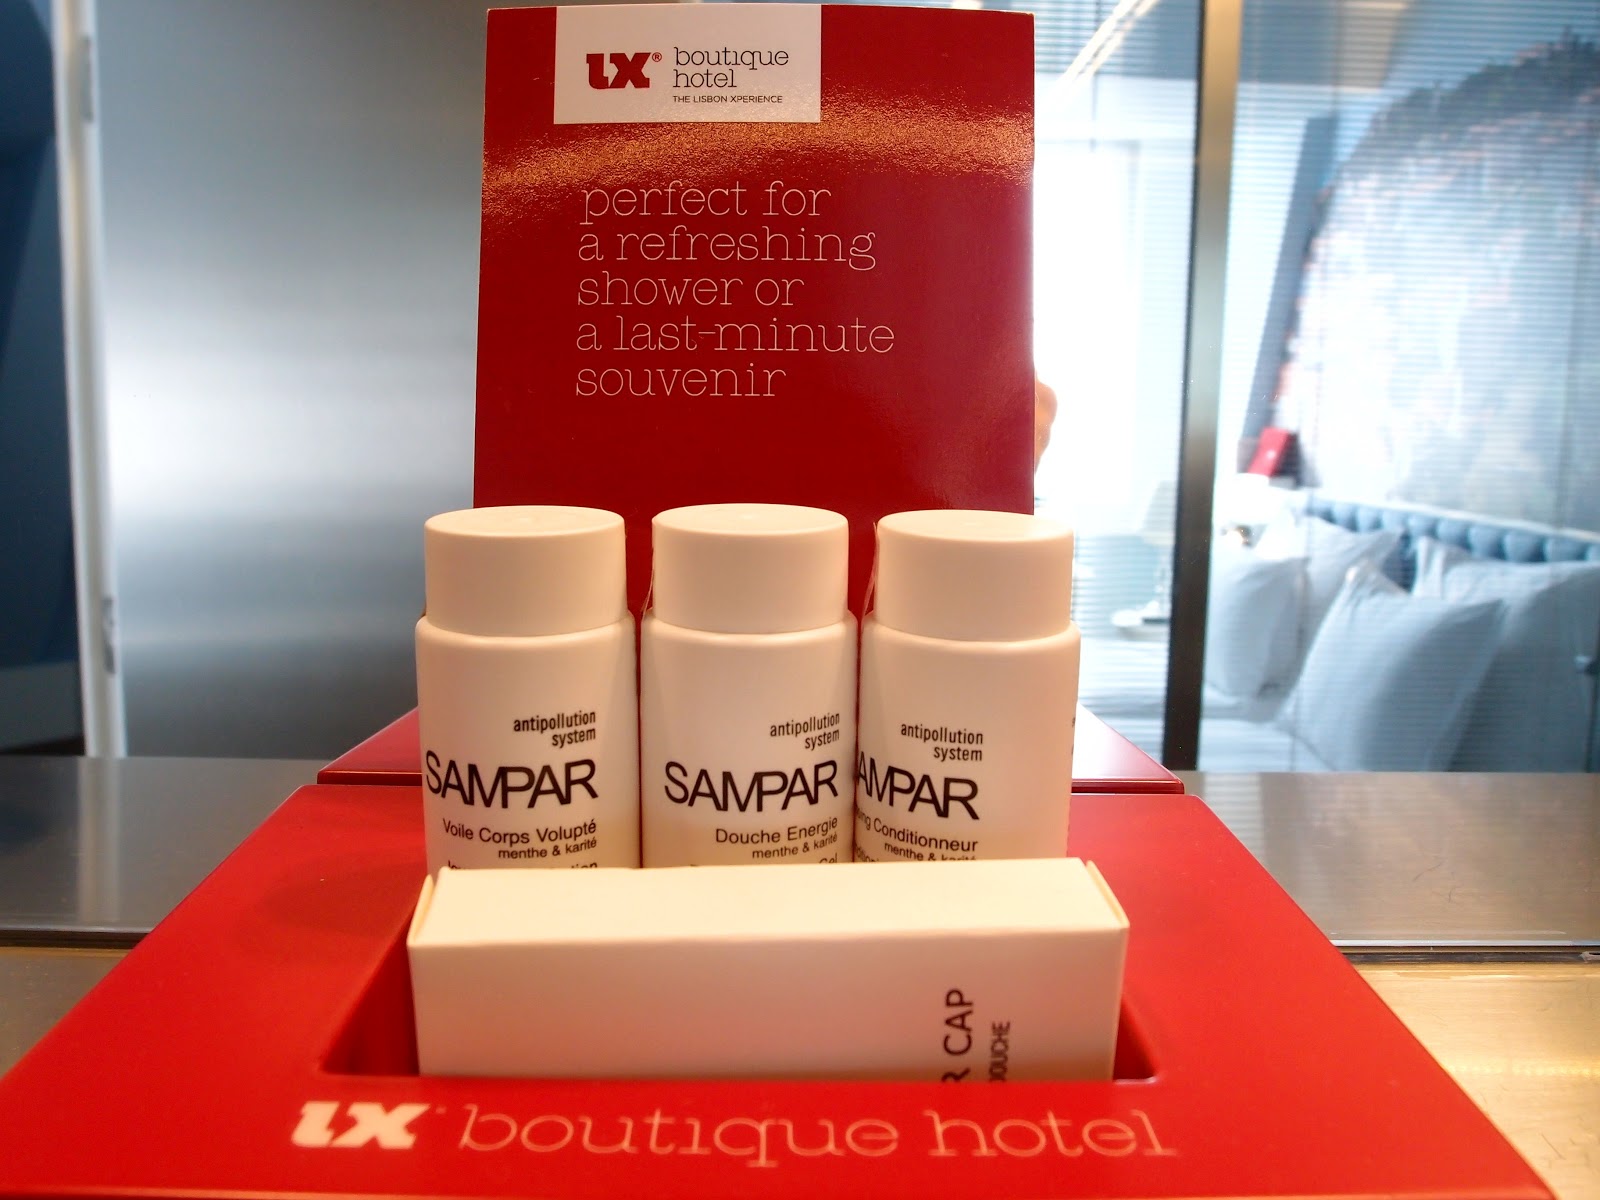 LX® boutique
hotel
THE LISBON XPERIENCE
perfect for
a refreshing
shower or
a last-minute
souvenir
antipollution
system
SAMPAR
Voile Corps Volupté
menthe & karité
antipollution
system
SAMPAR
Douche Energie
menthe & karité
Gel
antipollution
system
AMPAR
Conditionneur
menthe & karité
R CAP
DOUCHE
LX boutique hotel